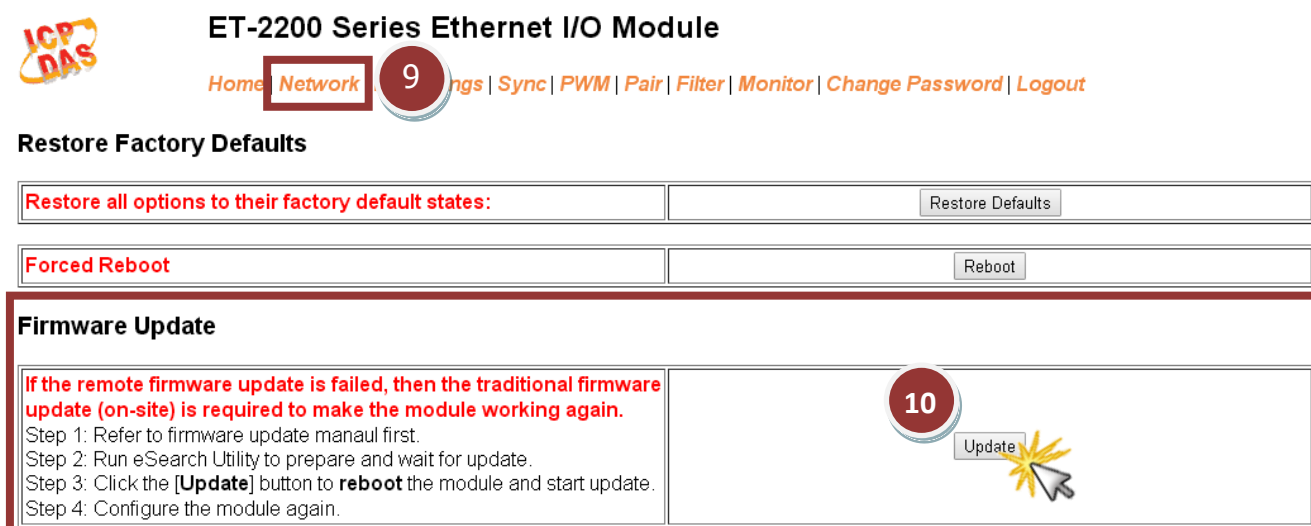 ICP DAS
ET-2200 Series Ethernet I/O Module
Home | Network 9 ngs | Sync | PWM | Pair | Filter | Monitor | Change Password | Logout
Restore Factory Defaults
Restore all options to their factory default states: Restore Defaults
Forced Reboot Reboot
Firmware Update
If the remote firmware update is failed, then the traditional firmware
update (on-site) is required to make the module working again.
Step 1: Refer to firmware update manaul first.
Step 2: Run eSearch Utility to prepare and wait for update.
Step 3: Click the [Update] button to reboot the module and start update.
Step 4: Configure the module again.
10
Update